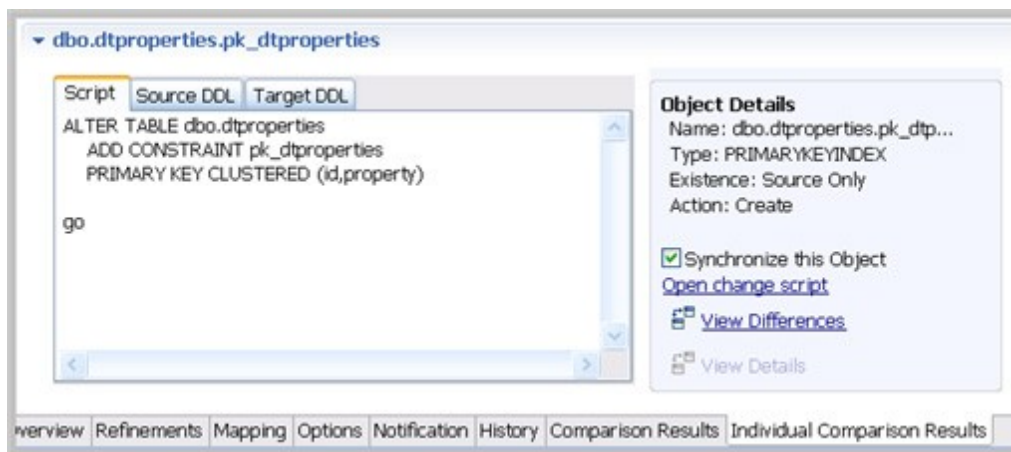 dbo.dtproperties.pk_dtproperties
Script Source DDL Target DDL
ALTER TABLE dbo.dtproperties
ADD CONSTRAINT pk_dtproperties
PRIMARY KEY CLUSTERED (id,property)
go
Object Details
Name: dbo.dtproperties.pk_dtp...
Type: PRIMARYKEYINDEX
Existence: Source Only
Action: Create
Synchronize this Object
Open change script
View Differences
View Details
verview Refinements Mapping Options Notification History Comparison Results Individual Comparison Results